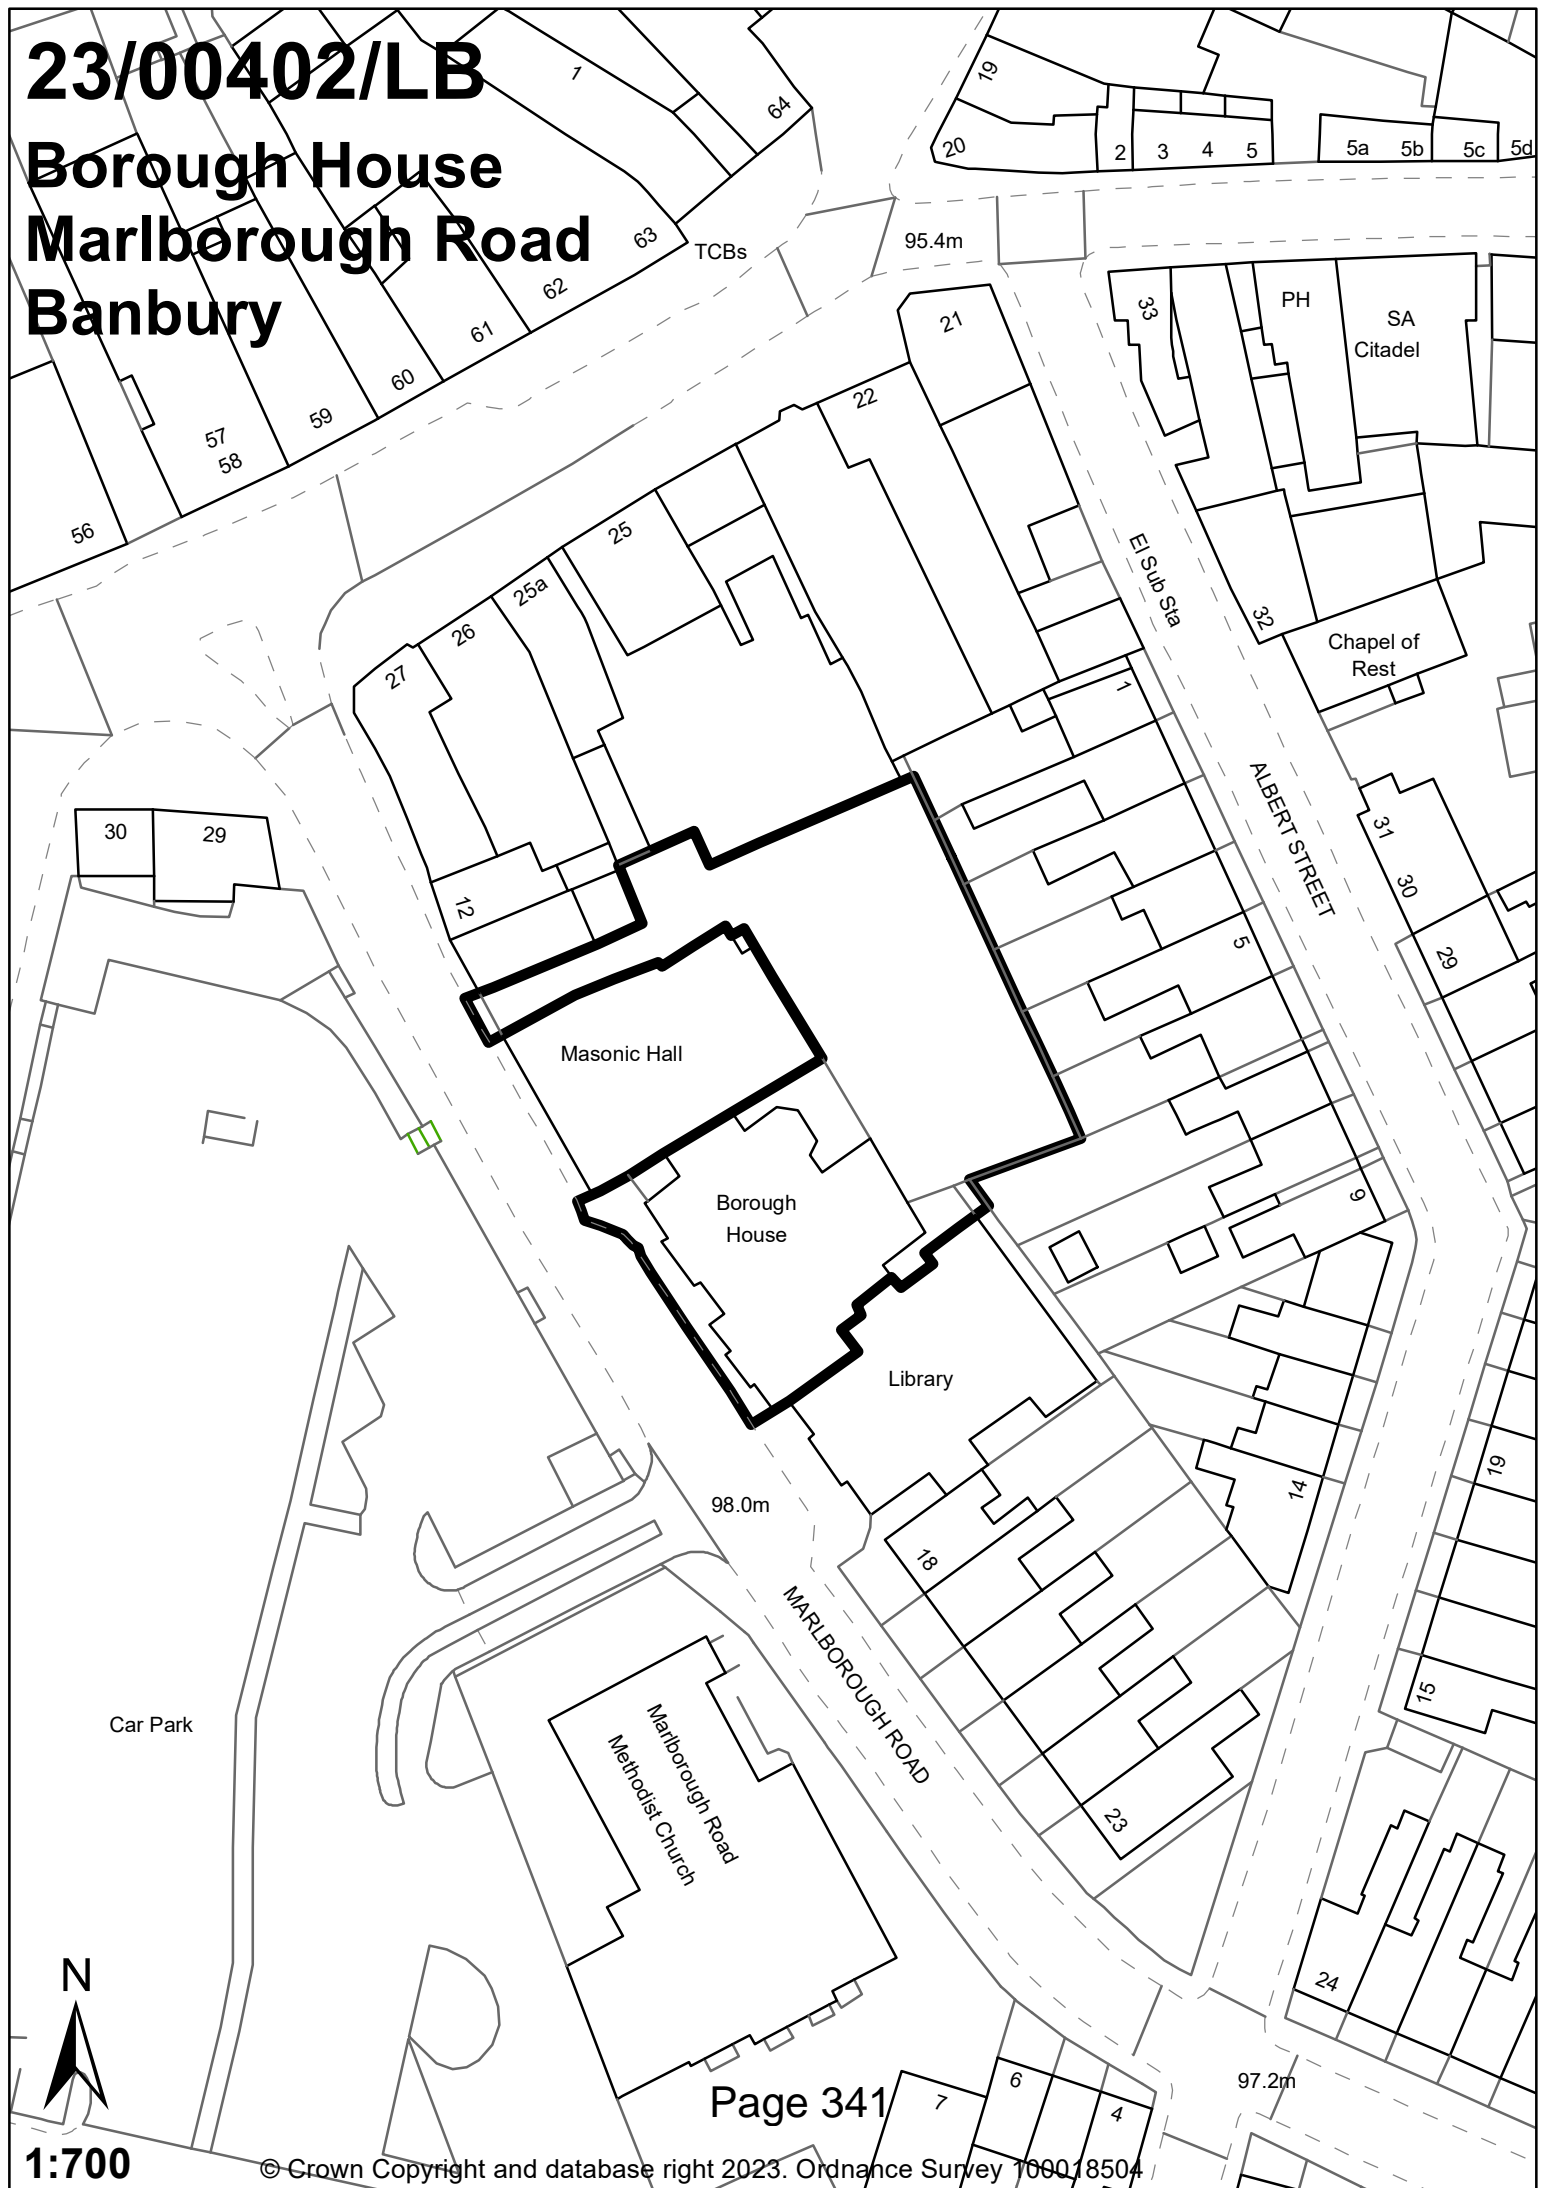 23/00402/LB
Borough House
Marlborough Road
Banbury
1
64
63
62
61
60
59
57
58
56
TCBs
19
20
2
3
4
5
5a
5b
5c
5d
95.4m
21
22
33
PH
SA
Citadel
25
25a
26
27
El Sub Sta
32
Chapel of
Rest
1
ALBERT STREET
31
30
29
30
29
12
5
Masonic Hall
Borough
House
9
Library
14
19
98.0m
18
MARLBOROUGH ROAD
15
Car Park
Marlborough Road
Methodist Church
23
24
N
97.2m
6
7
4
Page 341
1:700
© Crown Copyright and database right 2023. Ordnance Survey 100018504